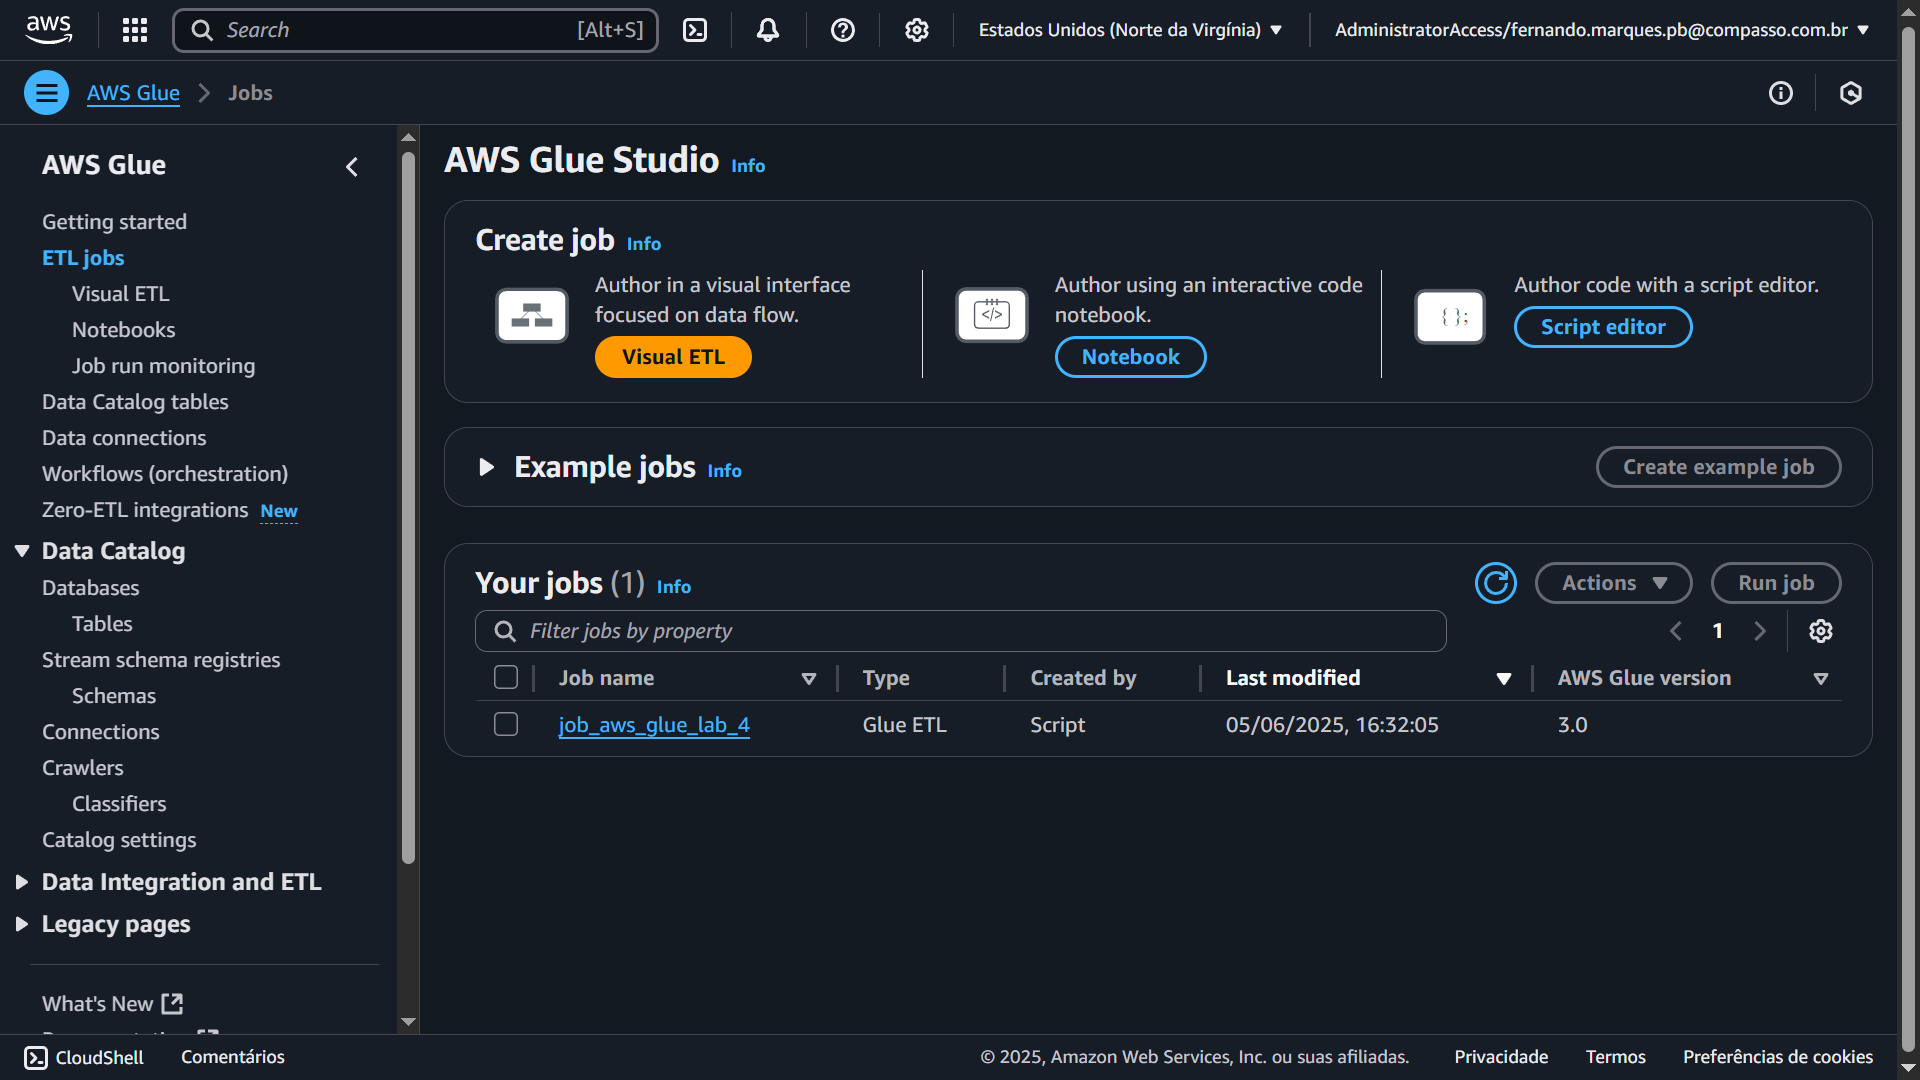 aws
Search [Alt+S]
Estados Unidos (Norte da Virgínia)
AdministratorAccess/fernando.marques.pb@compasso.com.br
AWS Glue
Jobs
AWS Glue
Getting started
ETL jobs
Visual ETL
Notebooks
Job run monitoring
Data Catalog tables
Data connections
Workflows (orchestration)
Zero-ETL integrations New
Data Catalog
Databases
Tables
Stream schema registries
Schemas
Connections
Crawlers
Classifiers
Catalog settings
Data Integration and ETL
Legacy pages
What's New
AWS Glue Studio Info
Create job Info
Author in a visual interface
focused on data flow.
Visual ETL
Author using an interactive code
notebook.
</>
Notebook
Author code with a script editor.
{};
Script editor
Example jobs Info
Create example job
Your jobs (1) Info
Actions
Run job
Filter jobs by property
1
Job name Type Created by Last modified AWS Glue version
job_aws_glue_lab_4 Glue ETL Script 05/06/2025, 16:32:05 3.0
CloudShell
Comentários
© 2025, Amazon Web Services, Inc. ou suas afiliadas.
Privacidade
Termos
Preferências de cookies